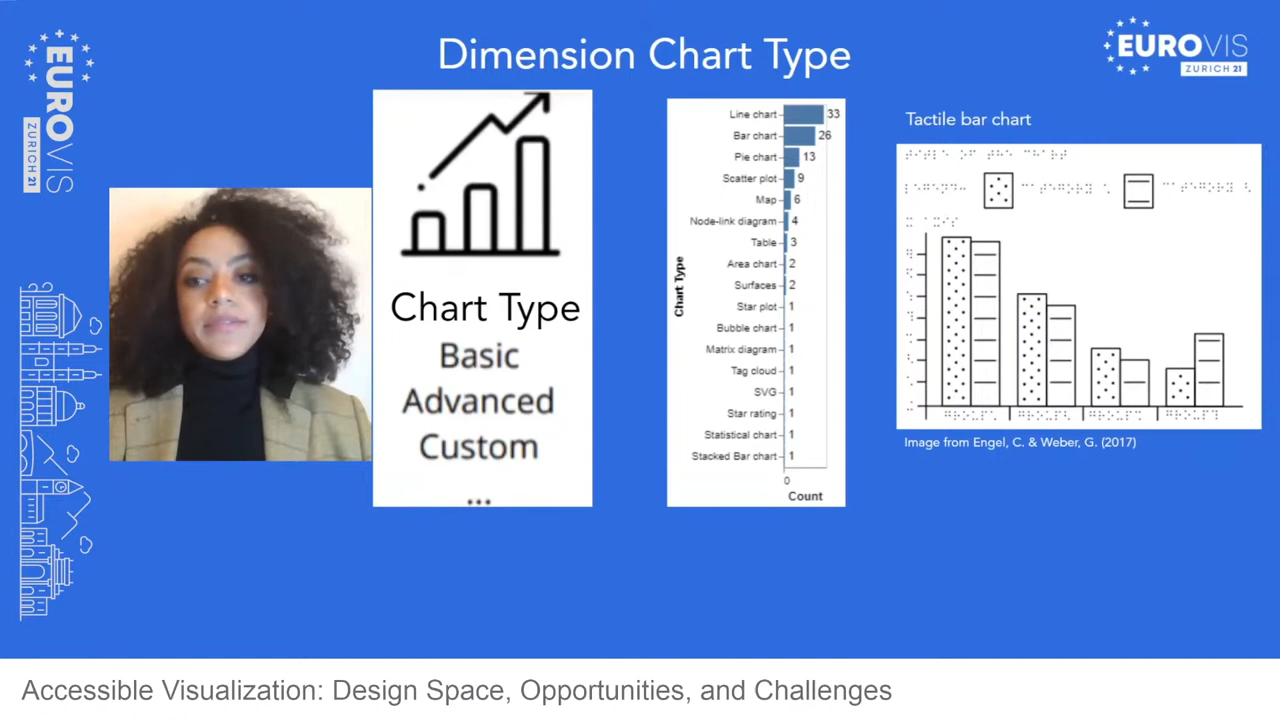 EUROVIS
ZURICH 21
Dimension Chart Type
EUROVIS
ZURICH 21
Chart Type
Basic
Advanced
Custom
...
Chart Type
Line chart 33
Bar chart 26
Pie chart 13
Scatter plot 9
Map 6
Node-link diagram 4
Table 3
Area chart 2
Surfaces 2
Star plot 1
Bubble chart 1
Matrix diagram 1
Tag cloud 1
SVG 1
Star rating 1
Statistical chart 1
Stacked Bar chart 1
0
Count
Tactile bar chart
Image from Engel, C. & Weber, G. (2017)
Accessible Visualization: Design Space, Opportunities, and Challenges